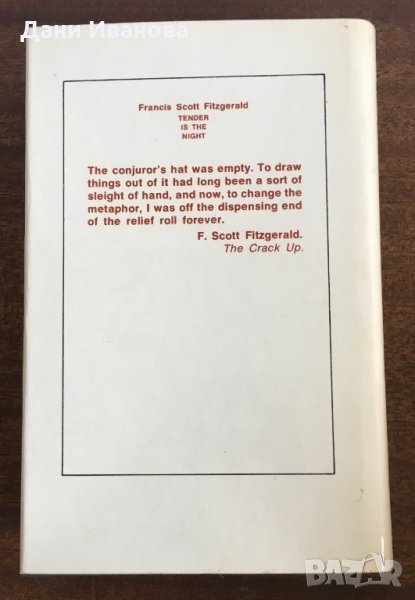 Дани Иванова
Francis Scott Fitzgerald
TENDER
IS THE
NIGHT
The conjuror's hat was empty. To draw
things out of it had long been a sort of
sleight of hand, and now, to change the
metaphor, I was off the dispensing end
of the relief roll forever.
F. Scott Fitzgerald.
The Crack Up.
BAZAR